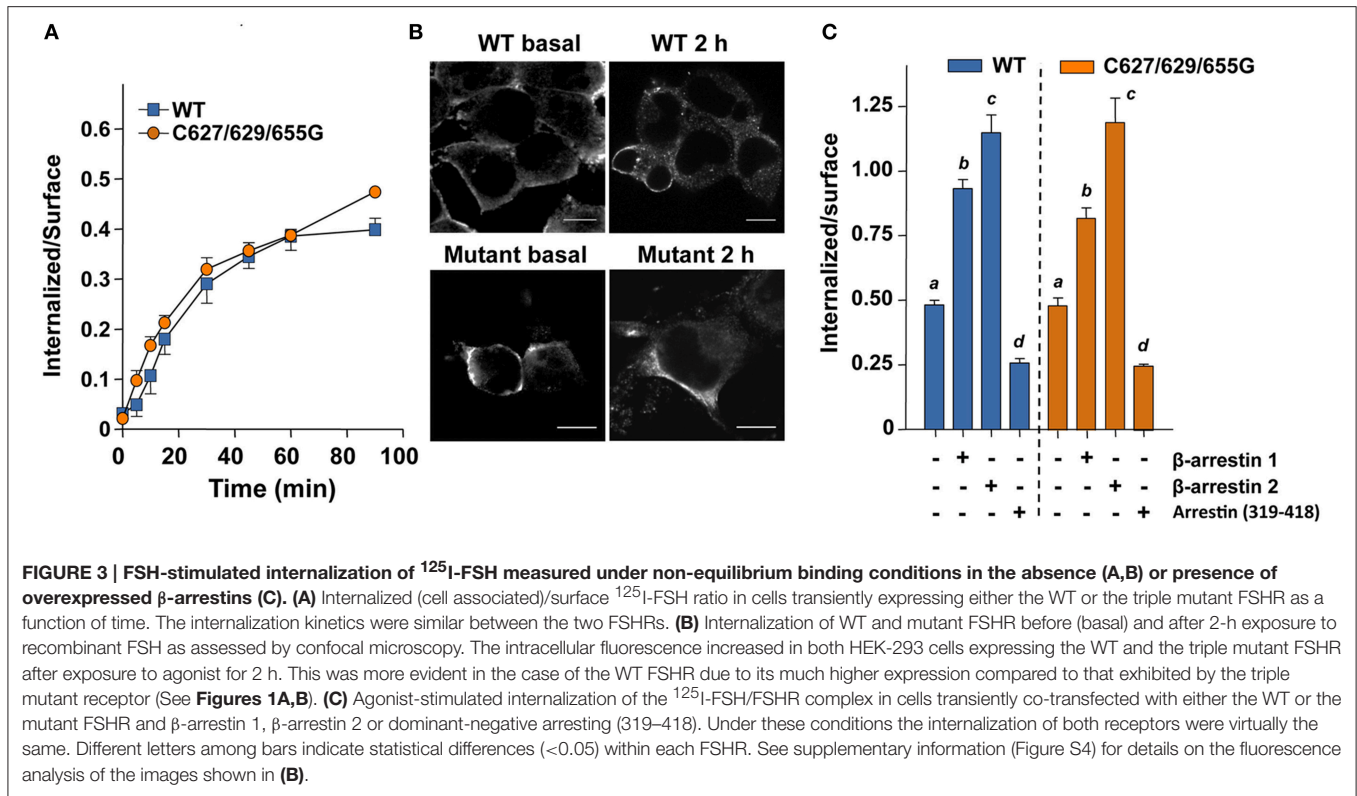 A
Internalized/Surface
WT
C627/629/655G
0.6
0.5
0.4
0.3
0.2
0.1
0
0 20 40 60 80 100
Time (min)
B
WT basal WT 2 h
Mutant basal Mutant 2 h
C
WT C627/629/655G
Internalized/surface
1.25
1.00
0.75
0.50
0.25
0
a b c d a b c d
- + - - - + - - β-arrestin 1
- - + - - - + - β-arrestin 2
- - - + - - - + Arrestin (319-418)
FIGURE 3 | FSH-stimulated internalization of 125I-FSH measured under non-equilibrium binding conditions in the absence (A,B) or presence of
overexpressed β-arrestins (C). (A) Internalized (cell associated)/surface 125I-FSH ratio in cells transiently expressing either the WT or the triple mutant FSHR as a
function of time. The internalization kinetics were similar between the two FSHRs. (B) Internalization of WT and mutant FSHR before (basal) and after 2-h exposure to
recombinant FSH as assessed by confocal microscopy. The intracellular fluorescence increased in both HEK-293 cells expressing the WT and the triple mutant FSHR
after exposure to agonist for 2 h. This was more evident in the case of the WT FSHR due to its much higher expression compared to that exhibited by the triple
mutant receptor (See Figures 1A,B). (C) Agonist-stimulated internalization of the 125I-FSH/FSHR complex in cells transiently co-transfected with either the WT or the
mutant FSHR and β-arrestin 1, β-arrestin 2 or dominant-negative arresting (319–418). Under these conditions the internalization of both receptors were virtually the
same. Different letters among bars indicate statistical differences (<0.05) within each FSHR. See supplementary information (Figure S4) for details on the fluorescence
analysis of the images shown in (B).